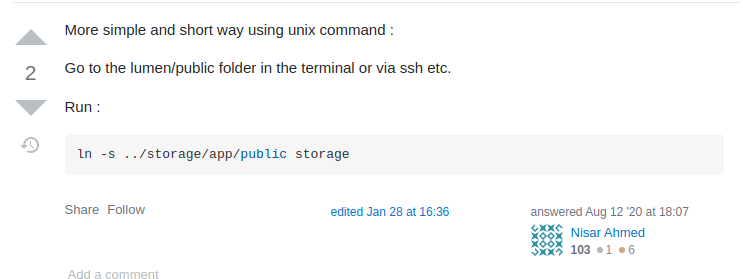 More simple and short way using unix command :
2
Go to the lumen/public folder in the terminal or via ssh etc.
Run :
ln -s ../storage/app/public storage
Share Follow
edited Jan 28 at 16:36
answered Aug 12 '20 at 18:07
Nisar Ahmed
103 ●1 ●6
Add a comment